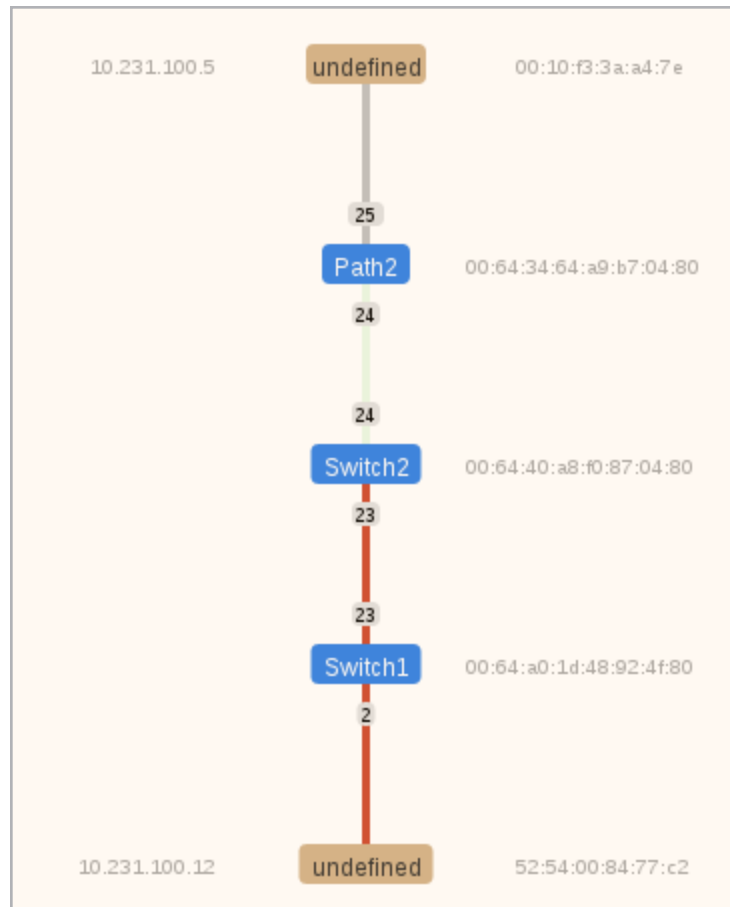 10.231.100.5 undefined 00:10:f3:3a:a4:7e
25
Path2 00:64:34:64:a9:b7:04:80
24
24
Switch2 00:64:40:a8:f0:87:04:80
23
23
Switch1 00:64:a0:1d:48:92:4f:80
2
10.231.100.12 undefined 52:54:00:84:77:c2